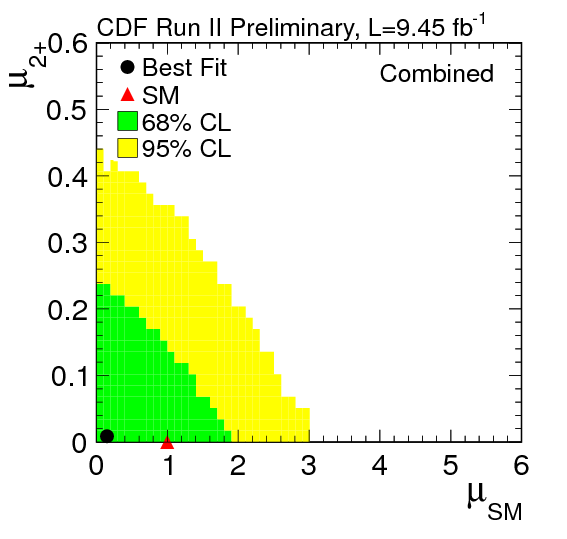 CDF Run II Preliminary, L=9.45 fb⁻¹
μ2+
0.6
Best Fit
Combined
SM
0.5
68% CL
95% CL
0.4
0.3
0.2
0.1
0
0 1 2 3 4 5 6
μSM